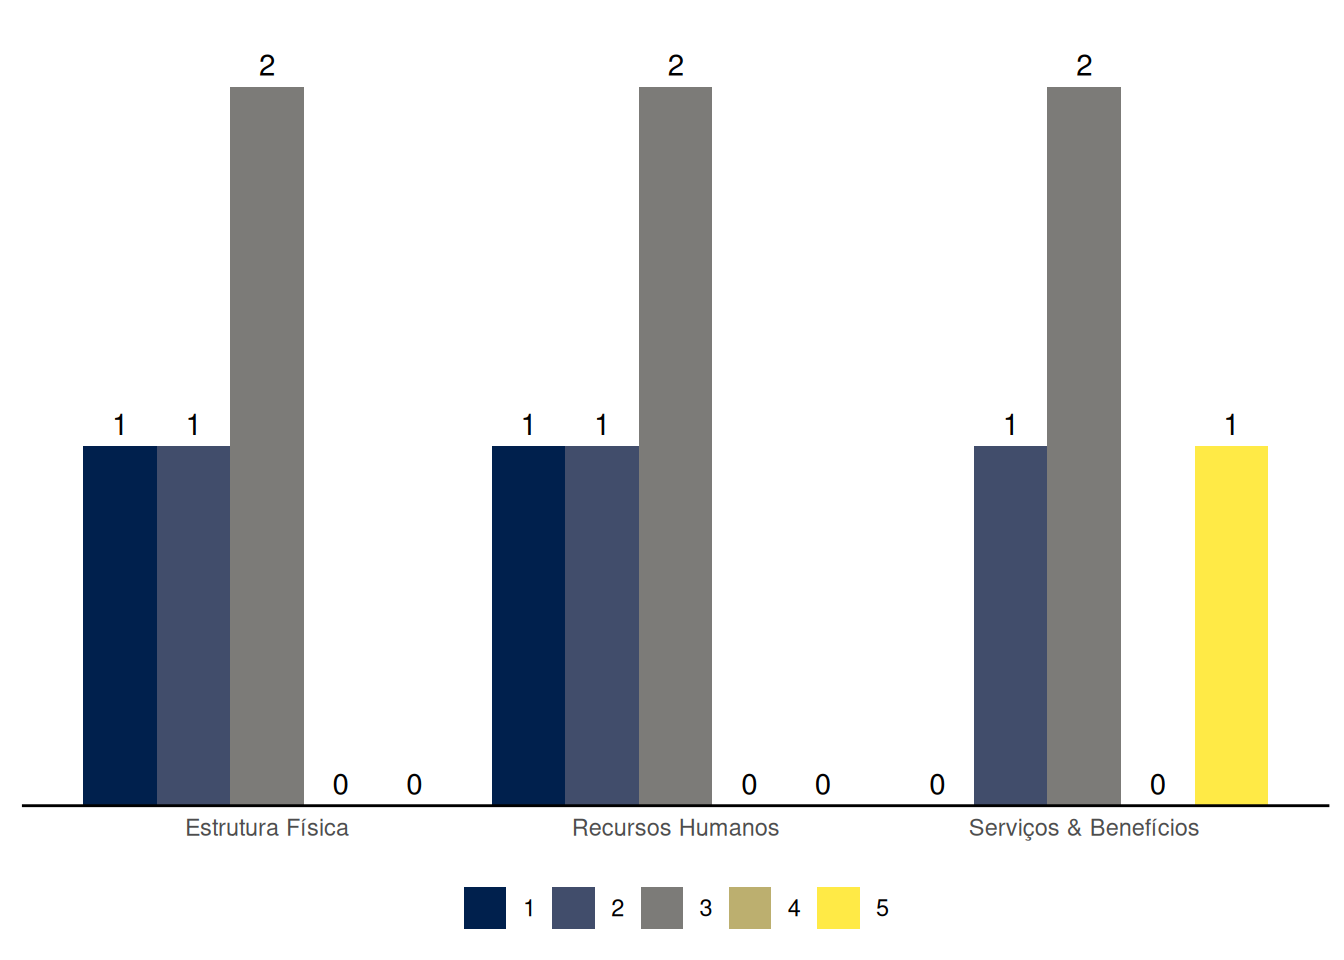 2 2 2
1 1 1 1 1 1
0 0 0 0 0 0
Estrutura Física Recursos Humanos Serviços & Benefícios
1 2 3 4 5